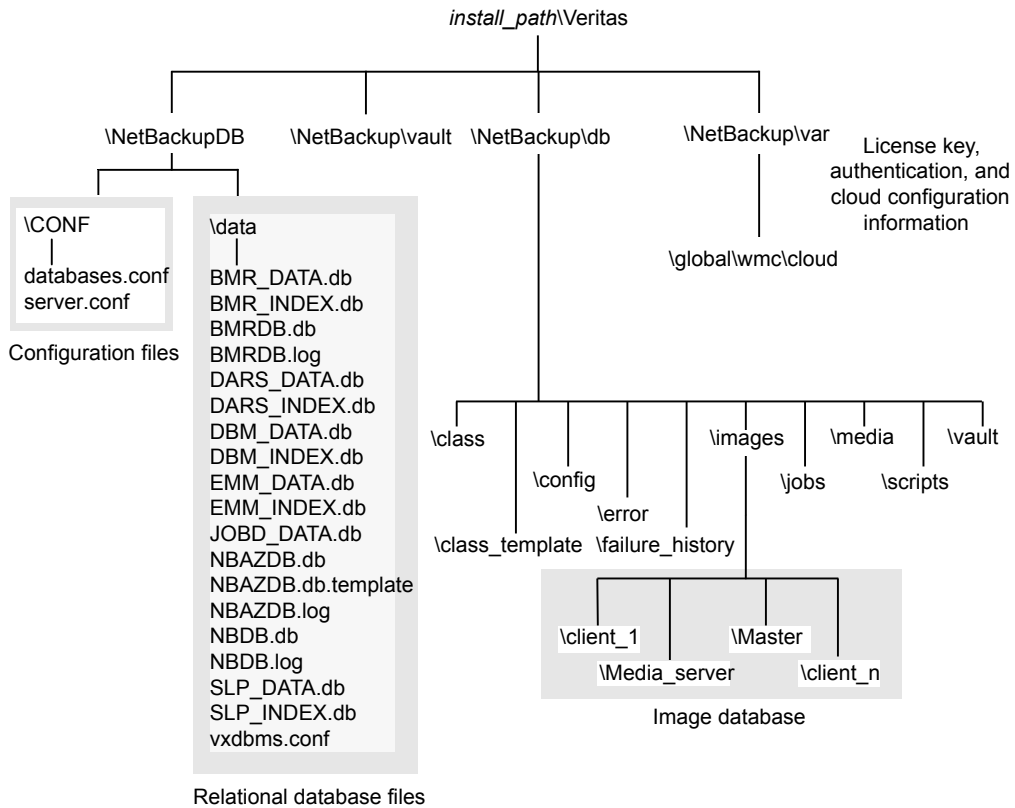 install_path\Veritas
\NetBackupDB
\NetBackup\vault
\NetBackup\db
\NetBackup\var
License key,
authentication, and
cloud configuration
information
\global\wmc\cloud
\CONF
databases.conf
server.conf
Configuration files
\data
BMR_DATA.db
BMR_INDEX.db
BMRDB.db
BMRDB.log
DARS_DATA.db
DARS_INDEX.db
DBM_DATA.db
DBM_INDEX.db
EMM_DATA.db
EMM_INDEX.db
JOBD_DATA.db
NBAZDB.db
NBAZDB.db.template
NBAZDB.log
NBDB.db
NBDB.log
SLP_DATA.db
SLP_INDEX.db
vxdbms.conf
Relational database files
\class
\class_template
\config
\error
\failure_history
\images
\jobs
\media
\scripts
\vault
\client_1
\Media_server
\Master
\client_n
Image database